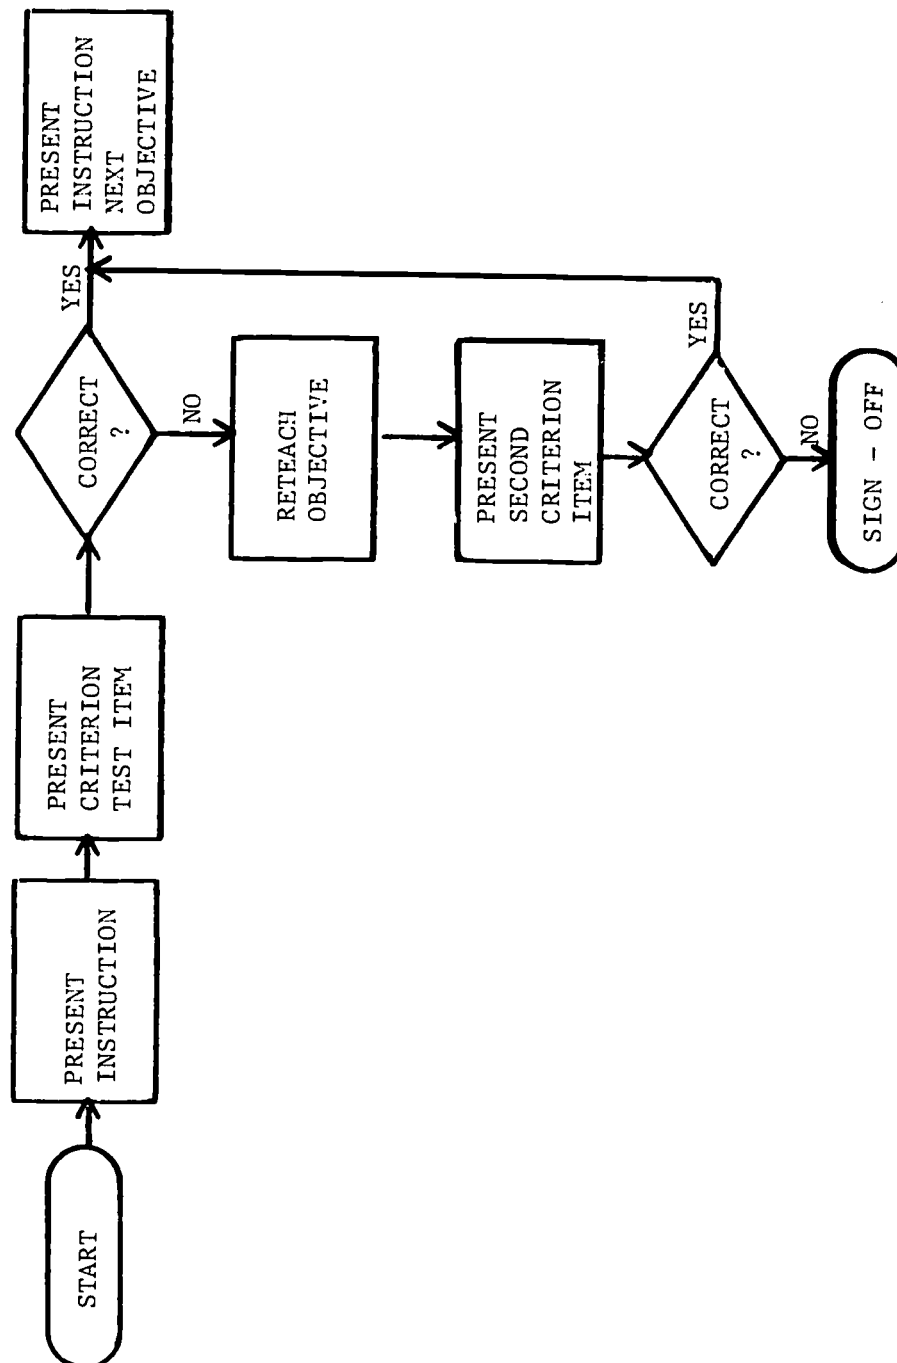 START
PRESENT
INSTRUCTION
PRESENT
CRITERION
TEST ITEM
CORRECT
?
YES
PRESENT
INSTRUCTION
NEXT
OBJECTIVE
NO
RETEACH
OBJECTIVE
PRESENT
SECOND
CRITERION
ITEM
CORRECT
?
YES
NO
SIGN - OFF